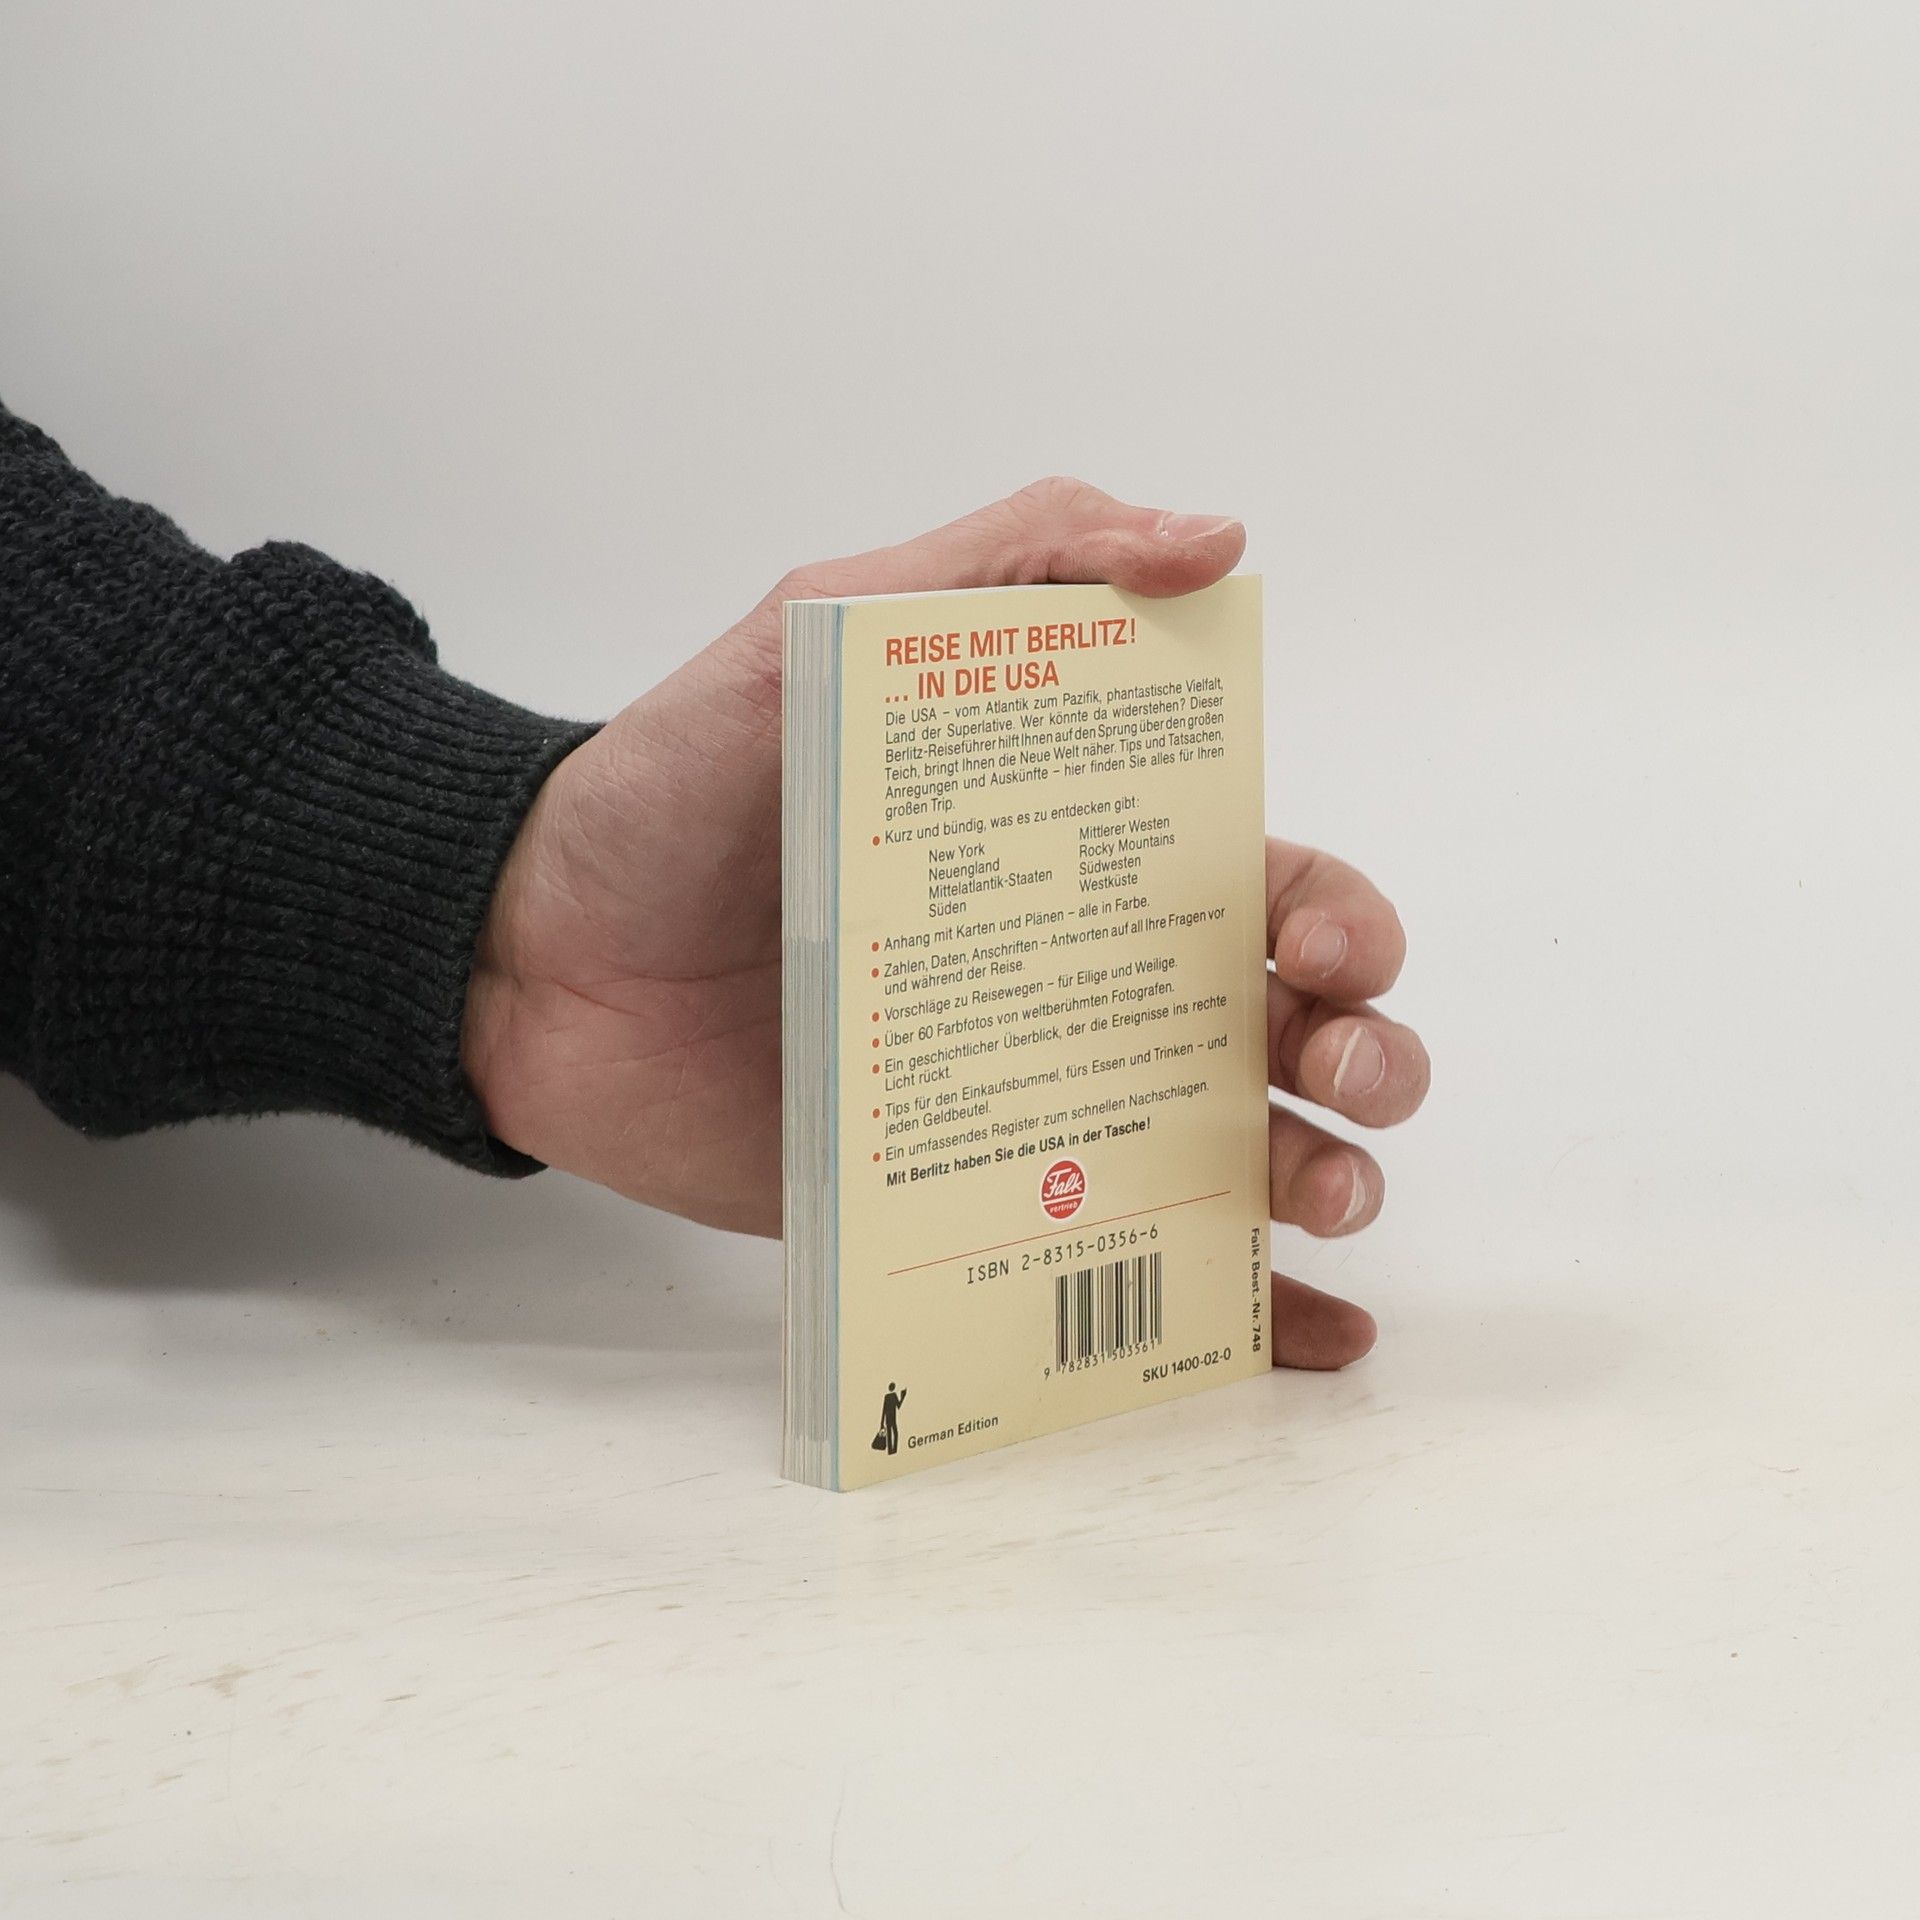 REISE MIT BERLITZ!
... IN DIE USA
Die USA – vom Atlantik zum Pazifik, phantastische Vielfalt,
Land der Superlative. Wer könnte da widerstehen? Dieser
Berlitz-Reiseführer hilft Ihnen auf den Sprung über den großen
Teich, bringt Ihnen die Neue Welt näher. Tips und Tatsachen,
Anregungen und Auskünfte – hier finden Sie alles für Ihren
großen Trip.
• Kurz und bündig, was es zu entdecken gibt:
New York
Neuengland
Mittelatlantik-Staaten
Süden
Mittlerer Westen
Rocky Mountains
Südwesten
Westküste
• Anhang mit Karten und Plänen – alle in Farbe.
• Zahlen, Daten, Anschriften – Antworten auf all Ihre Fragen vor
und während der Reise.
• Vorschläge zu Reisewegen – für Eilige und Weilige.
• Über 60 Farbfotos von weltberühmten Fotografen.
• Ein geschichtlicher Überblick, der die Ereignisse ins rechte
Licht rückt.
• Tips für den Einkaufsbummel, fürs Essen und Trinken – und
jeden Geldbeutel.
• Ein umfassendes Register zum schnellen Nachschlagen.
Mit Berlitz haben Sie die USA in der Tasche!
Falk
vertrieb
ISBN 2-8315-0356-6
9 782831 503561
SKU 1400-02-0
Falk Best.-Nr. 748
German Edition